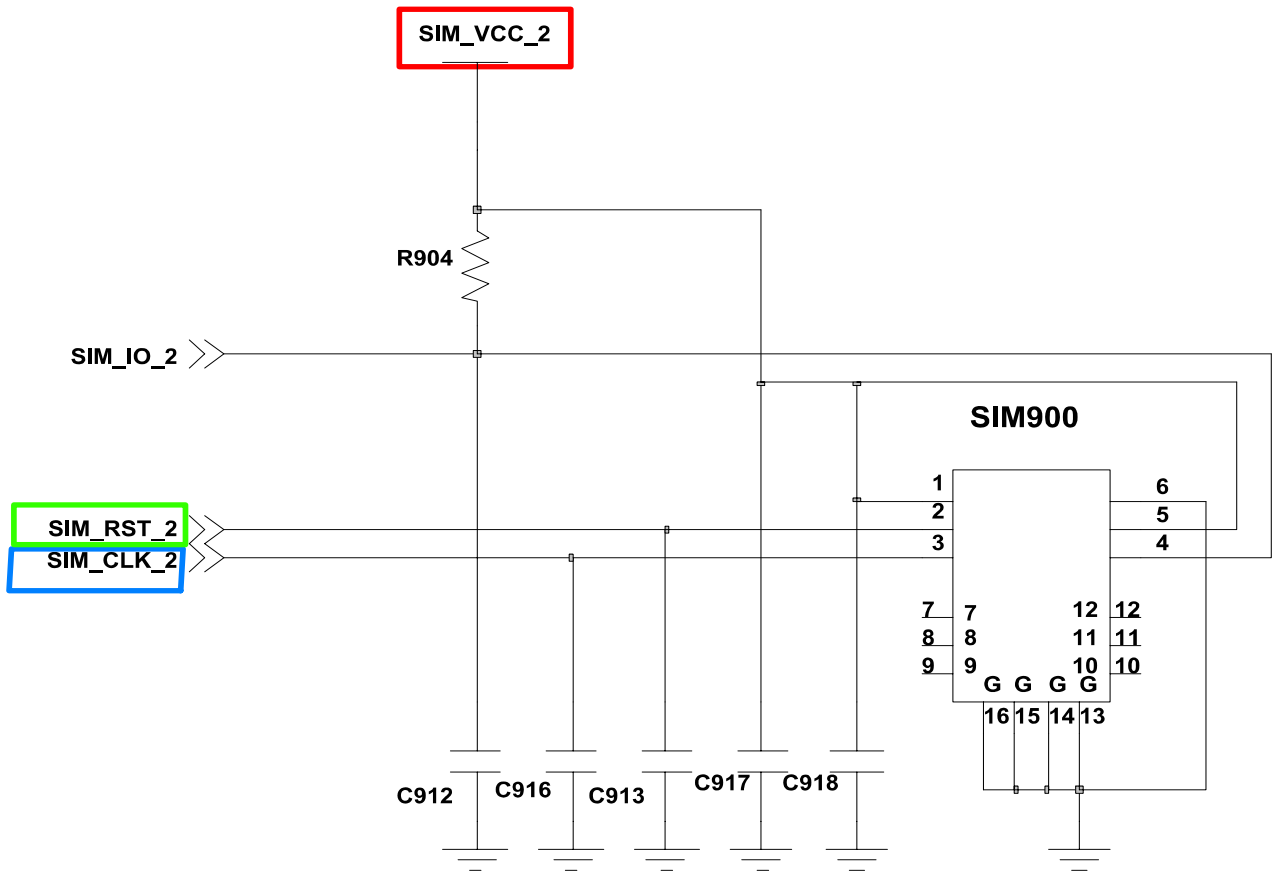 SIM_VCC_2
R904
SIM_IO_2
SIM900
1 6
2 5
SIM_RST_2
3 4
SIM_CLK_2
7 7 12 12
8 8 11 11
9 9 10 10
G G G G
16 15 14 13
C912 C916 C913 C917 C918